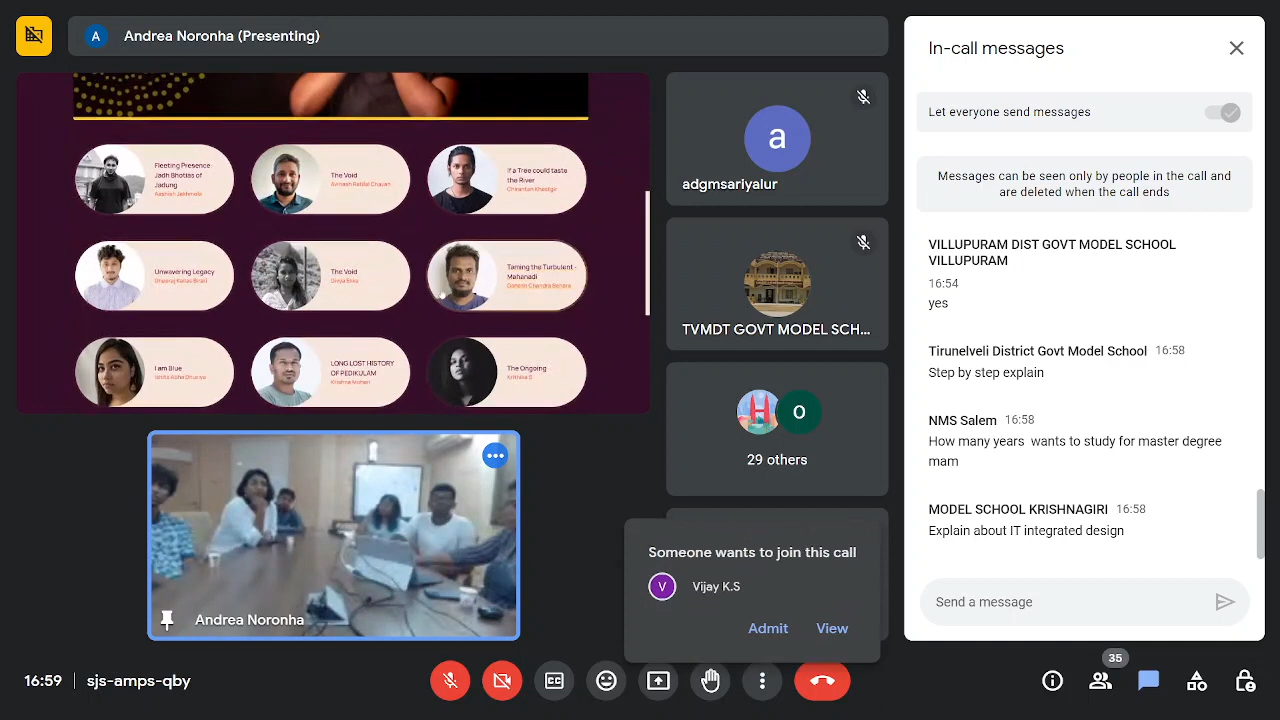 A
Andrea Noronha (Presenting)
Fleeting Presence
Jadh Bhotias of
Jadung
The Void
If a Tree could taste
the River
Unwavering Legacy
The Void
Divya Ekka
Taming the Turbulent -
Mahanadi
I am Blue
LONG LOST HISTORY
OF PEDIKULAM
The Ongoing
Krithika S
Andrea Noronha
a
adgmsariyalur
TVMDT GOVT MODEL SCH...
O
29 others
Someone wants to join this call
V
Vijay K.S
Admit
View
In-call messages
Let everyone send messages
Messages can be seen only by people in the call and
are deleted when the call ends
VILLUPURAM DIST GOVT MODEL SCHOOL
VILLUPURAM
16:54
yes
Tirunelveli District Govt Model School 16:58
Step by step explain
NMS Salem 16:58
How many years wants to study for master degree
mam
MODEL SCHOOL KRISHNAGIRI 16:58
Explain about IT integrated design
Send a message
16:59 | sjs-amps-qby
CC
35